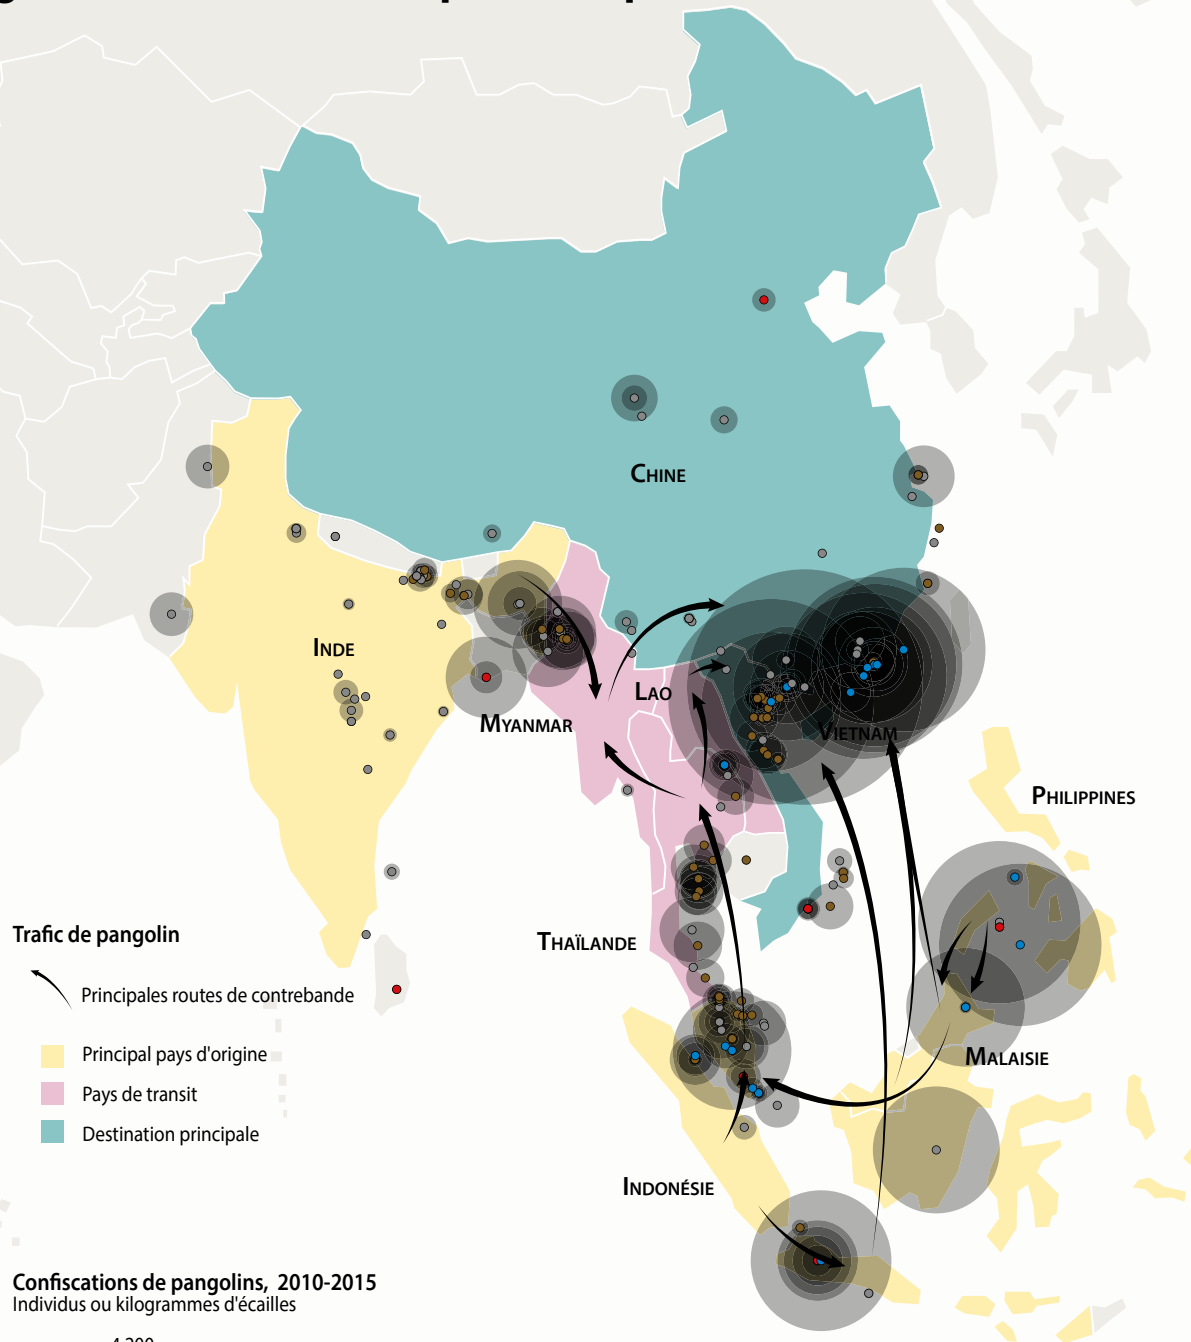 Chine
Inde
Lao
Myanmar
Vietnam
Philippines
Trafic de pangolin
Thaïlande
Principales routes de contrebande
Principal pays d'origine
Malaisie
Pays de transit
Destination principale
Indonésie
Confiscations de pangolins, 2010-2015
Individus ou kilogrammes d'écailles